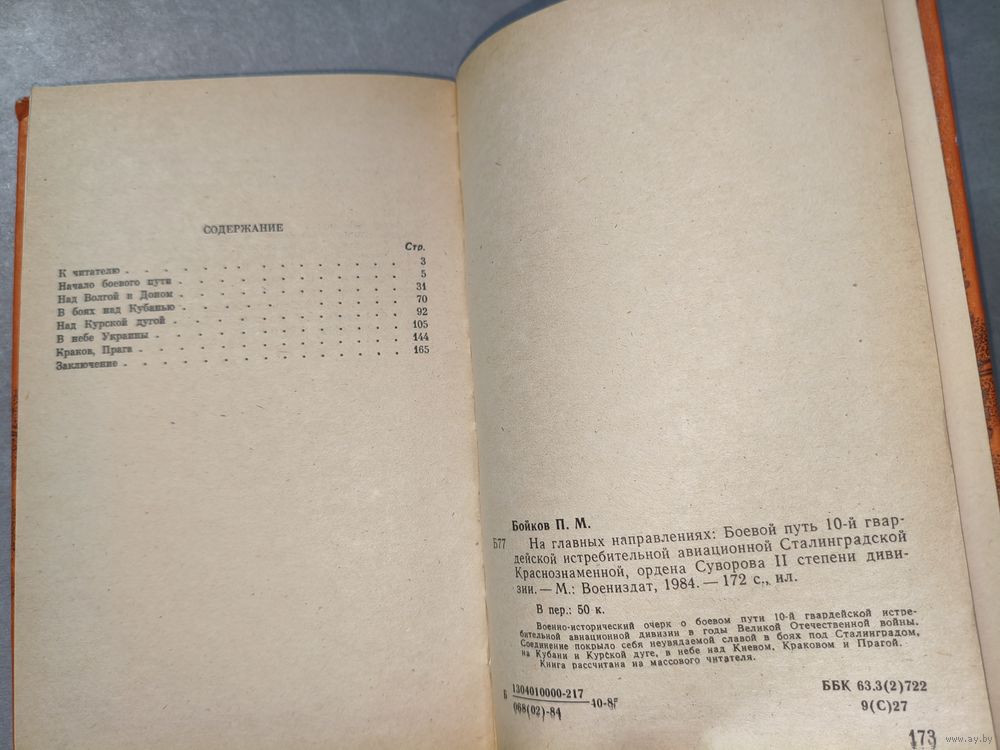 СОДЕРЖАНИЕ
Стр.
К читателю . . . . . . . . . . . . . 3
Начало боевого пути . . . . . . . . . . 5
Над Волгой и Доном . . . . . . . . . . 31
В боях над Кубанью . . . . . . . . . . 70
Над Курской дугой . . . . . . . . . . 92
В небе Украины . . . . . . . . . . . 105
Краков, Прага . . . . . . . . . . . . 144
Заключение . . . . . . . . . . . . . 165
Бойков П. М.
Б77 На главных направлениях: Боевой путь 10-й гвар-
дейской истребительной авиационной Сталинградской
Краснознаменной, ордена Суворова II степени диви-
зии. — М.: Воениздат, 1984. — 172 с., ил.
В пер.: 50 к.
Военно-исторический очерк о боевом пути 10-й гвардейской истре-
бительной авиационной дивизии в годы Великой Отечественной войны.
Соединение покрыло себя неувядаемой славой в боях под Сталинградом,
на Кубани и Курской дуге, в небе над Киевом, Краковом и Прагой.
Книга рассчитана на массового читателя.
Б 1304010000-217
068(02)-84
40-8
ББК 63.3(2)722
9(С)27
173
www.ay.by